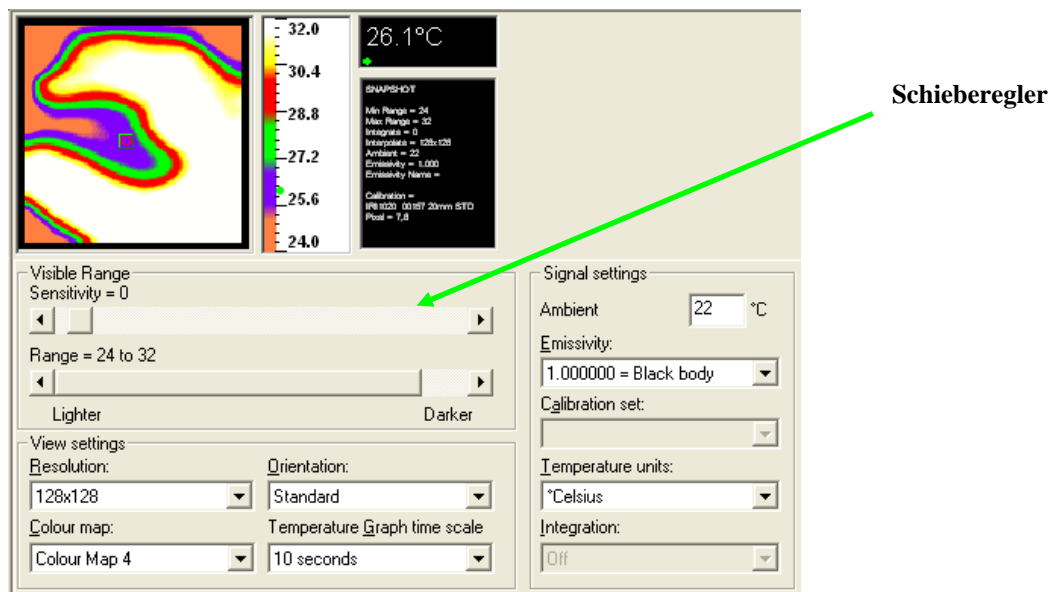 32.0
30.4
28.8
27.2
25.6
24.0
26.1°C
SNAPSHOT
Min Range = 24
Max Range = 32
Integrate = 0
Interpolate = 128x128
Ambient = 22
Emissivity = 1.000
Emissivity Name =
Calibration =
IRI1020 00157 20mm STD
Pixel = 7,8
Schieberegler
Visible Range
Sensitivity = 0
Range = 24 to 32
Lighter Darker
View settings
Resolution: Orientation:
128x128 Standard
Colour map: Temperature Graph time scale
Colour Map 4 10 seconds
Signal settings
Ambient 22 °C
Emissivity:
1.000000 = Black body
Calibration set:
Temperature units:
°Celsius
Integration:
Off